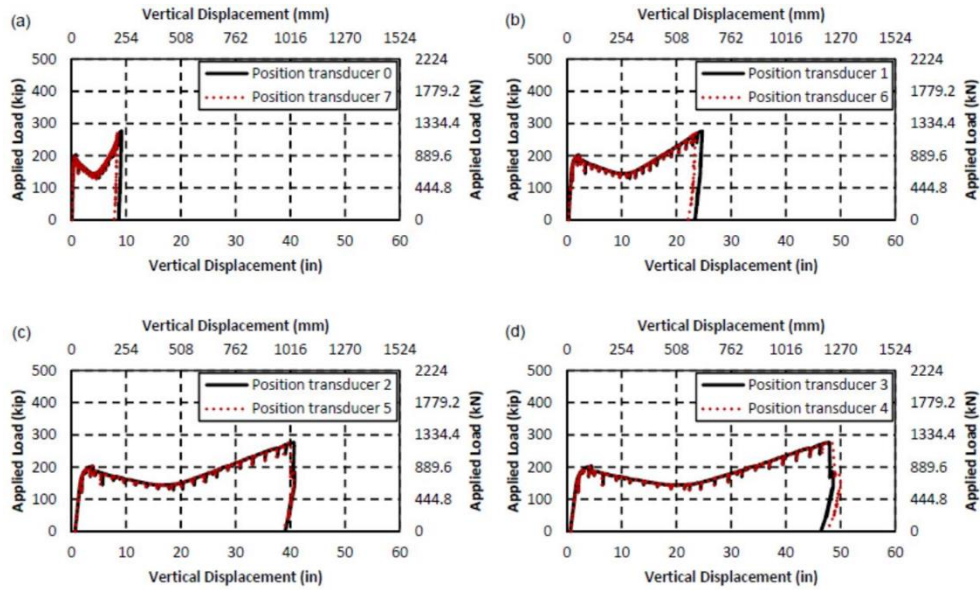 (a)
Vertical Displacement (mm)
0 254 508 762 1016 1270 1524
500 2224
400 1779.2
300 1334.4
200 889.6
100 444.8
0 0
Applied Load (kip)
Applied Load (kN)
Position transducer 0
Position transducer 7
0 10 20 30 40 50 60
Vertical Displacement (in)
(b)
Vertical Displacement (mm)
0 254 508 762 1016 1270 1524
500 2224
400 1779.2
300 1334.4
200 889.6
100 444.8
0 0
Applied Load (kip)
Applied Load (kN)
Position transducer 1
Position transducer 6
0 10 20 30 40 50 60
Vertical Displacement (in)
(c)
Vertical Displacement (mm)
0 254 508 762 1016 1270 1524
500 2224
400 1779.2
300 1334.4
200 889.6
100 444.8
0 0
Applied Load (kip)
Applied Load (kN)
Position transducer 2
Position transducer 5
0 10 20 30 40 50 60
Vertical Displacement (in)
(d)
Vertical Displacement (mm)
0 254 508 762 1016 1270 1524
500 2224
400 1779.2
300 1334.4
200 889.6
100 444.8
0 0
Applied Load (kip)
Applied Load (kN)
Position transducer 3
Position transducer 4
0 10 20 30 40 50 60
Vertical Displacement (in)